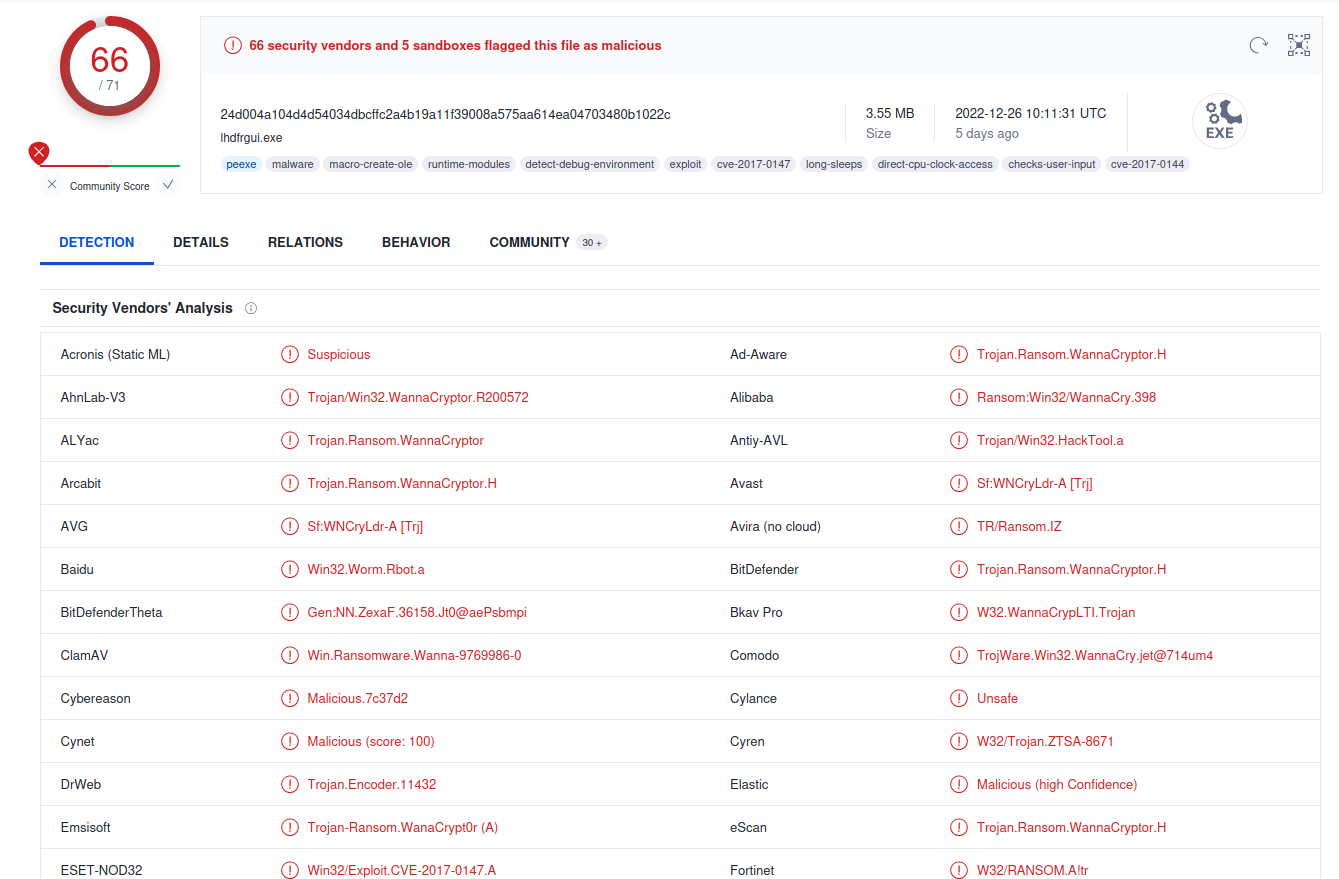 66
/ 71
66 security vendors and 5 sandboxes flagged this file as malicious
24d004a104d4d54034dbcffc2a4b19a11f39008a575aa614ea04703480b1022c
lhdfrgui.exe
3.55 MB
Size
2022-12-26 10:11:31 UTC
5 days ago
EXE
peexe malware macro-create-ole runtime-modules detect-debug-environment exploit cve-2017-0147 long-sleeps direct-cpu-clock-access checks-user-input cve-2017-0144
Community Score
DETECTION DETAILS RELATIONS BEHAVIOR COMMUNITY 30 +
Security Vendors' Analysis
Acronis (Static ML) Suspicious Ad-Aware Trojan.Ransom.WannaCryptor.H
AhnLab-V3 Trojan/Win32.WannaCryptor.R200572 Alibaba Ransom:Win32/WannaCry.398
ALYac Trojan.Ransom.WannaCryptor Antiy-AVL Trojan/Win32.HackTool.a
Arcabit Trojan.Ransom.WannaCryptor.H Avast Sf:WNCryLdr-A [Trj]
AVG Sf:WNCryLdr-A [Trj] Avira (no cloud) TR/Ransom.IZ
Baidu Win32.Worm.Rbot.a BitDefender Trojan.Ransom.WannaCryptor.H
BitDefenderTheta Gen:NN.ZexaF.36158.Jt0@aePsbmpi Bkav Pro W32.WannaCrypLTI.Trojan
ClamAV Win.Ransomware.Wanna-9769986-0 Comodo TrojWare.Win32.WannaCry.jet@714um4
Cybereason Malicious.7c37d2 Cylance Unsafe
Cynet Malicious (score: 100) Cyren W32/Trojan.ZTSA-8671
DrWeb Trojan.Encoder.11432 Elastic Malicious (high Confidence)
Emsisoft Trojan-Ransom.WanaCrypt0r (A) eScan Trojan.Ransom.WannaCryptor.H
ESET-NOD32 Win32/Exploit.CVE-2017-0147.A Fortinet W32/RANSOM.A!tr